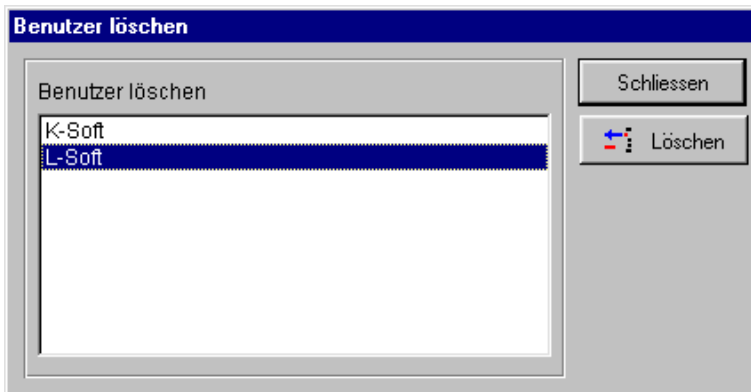 Benutzer löschen
Benutzer löschen
K-Soft
L-Soft
Schliessen
Löschen